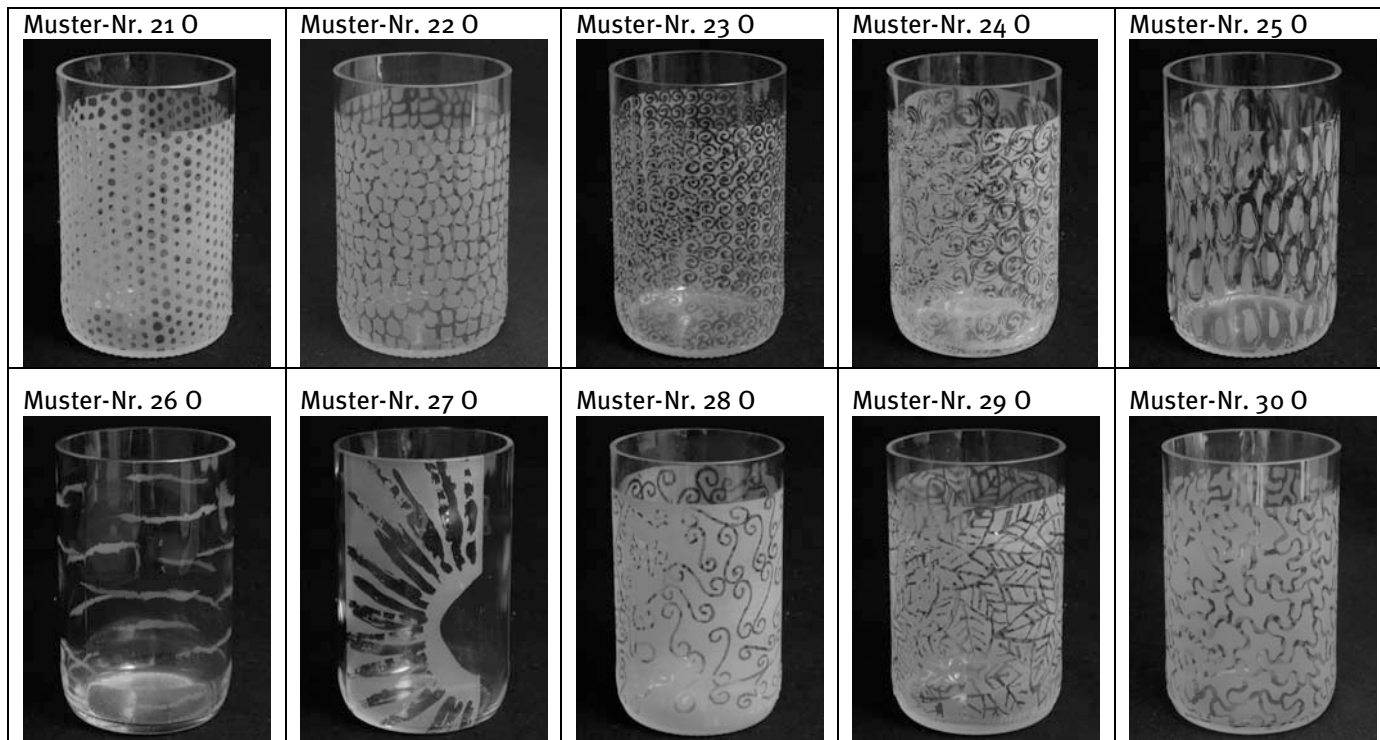 Muster-Nr. 21 O
Muster-Nr. 22 O
Muster-Nr. 23 O
Muster-Nr. 24 O
Muster-Nr. 25 O
Muster-Nr. 26 O
Muster-Nr. 27 O
Muster-Nr. 28 O
Muster-Nr. 29 O
Muster-Nr. 30 O